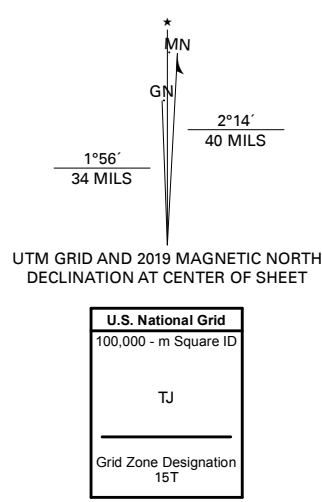 ★
MN
GN
2°14´
40 MILS
1°56´
34 MILS
UTM GRID AND 2019 MAGNETIC NORTH
DECLINATION AT CENTER OF SHEET
U.S. National Grid
100,000 - m Square ID
TJ
Grid Zone Designation
15T